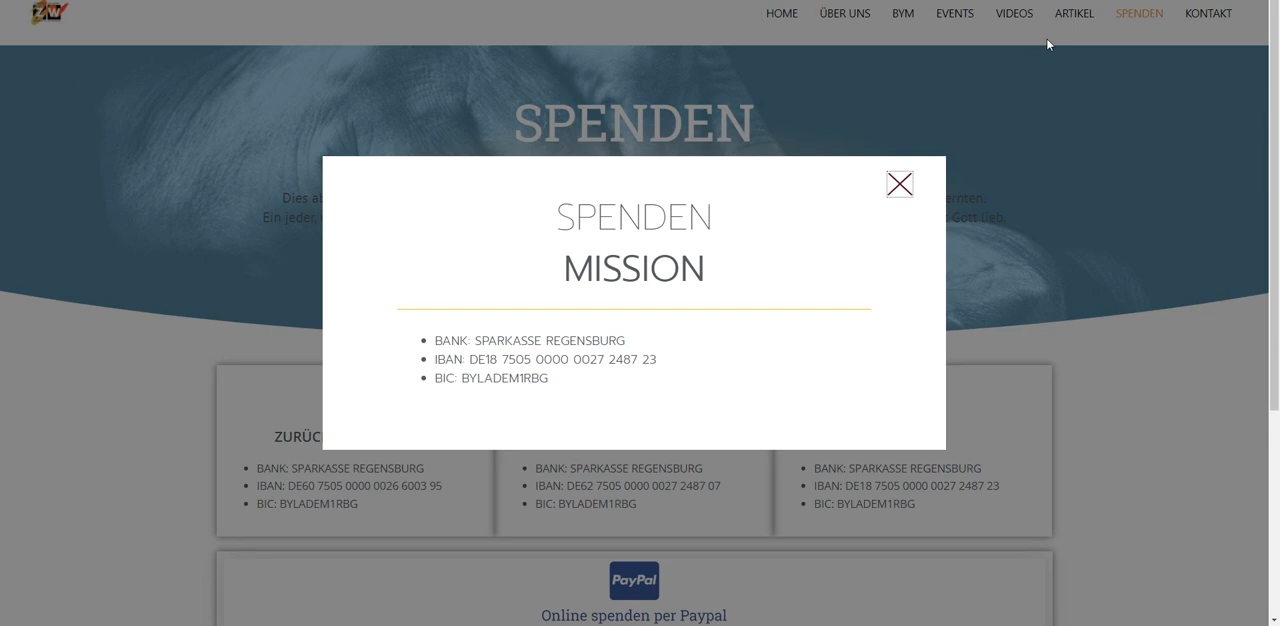 ZW
HOME ÜBER UNS BYM EVENTS VIDEOS ARTIKEL SPENDEN KONTAKT
SPENDEN
Dies ernten.
Ein jeder, Gott lieb.
SPENDEN
MISSION
BANK: SPARKASSE REGENSBURG
IBAN: DE18 7505 0000 0027 2487 23
BIC: BYLADEM1RBG
ZURÜC
BANK: SPARKASSE REGENSBURG
IBAN: DE60 7505 0000 0026 6003 95
BIC: BYLADEM1RBG
BANK: SPARKASSE REGENSBURG
IBAN: DE62 7505 0000 0027 2487 07
BIC: BYLADEM1RBG
BANK: SPARKASSE REGENSBURG
IBAN: DE18 7505 0000 0027 2487 23
BIC: BYLADEM1RBG
PayPal
Online spenden per Paypal